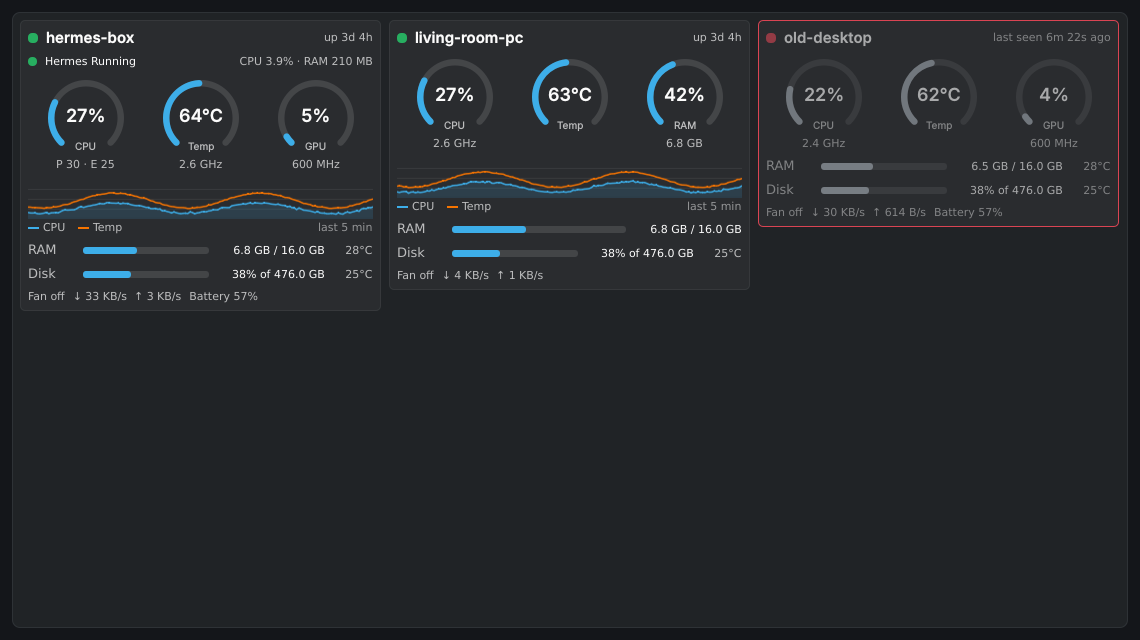 hermes-box up 3d 4h
Hermes Running CPU 3.9% · RAM 210 MB
27% 64°C 5%
CPU Temp GPU
P 30 · E 25 2.6 GHz 600 MHz
CPU Temp last 5 min
RAM 6.8 GB / 16.0 GB 28°C
Disk 38% of 476.0 GB 25°C
Fan off ↓ 33 KB/s ↑ 3 KB/s Battery 57%
living-room-pc up 3d 4h
27% 63°C 42%
CPU Temp RAM
2.6 GHz 6.8 GB
CPU Temp last 5 min
RAM 6.8 GB / 16.0 GB
Disk 38% of 476.0 GB 25°C
Fan off ↓ 4 KB/s ↑ 1 KB/s
old-desktop last seen 6m 22s ago
22% 62°C 4%
CPU Temp GPU
2.4 GHz 600 MHz
RAM 6.5 GB / 16.0 GB 28°C
Disk 38% of 476.0 GB 25°C
Fan off ↓ 30 KB/s ↑ 614 B/s Battery 57%